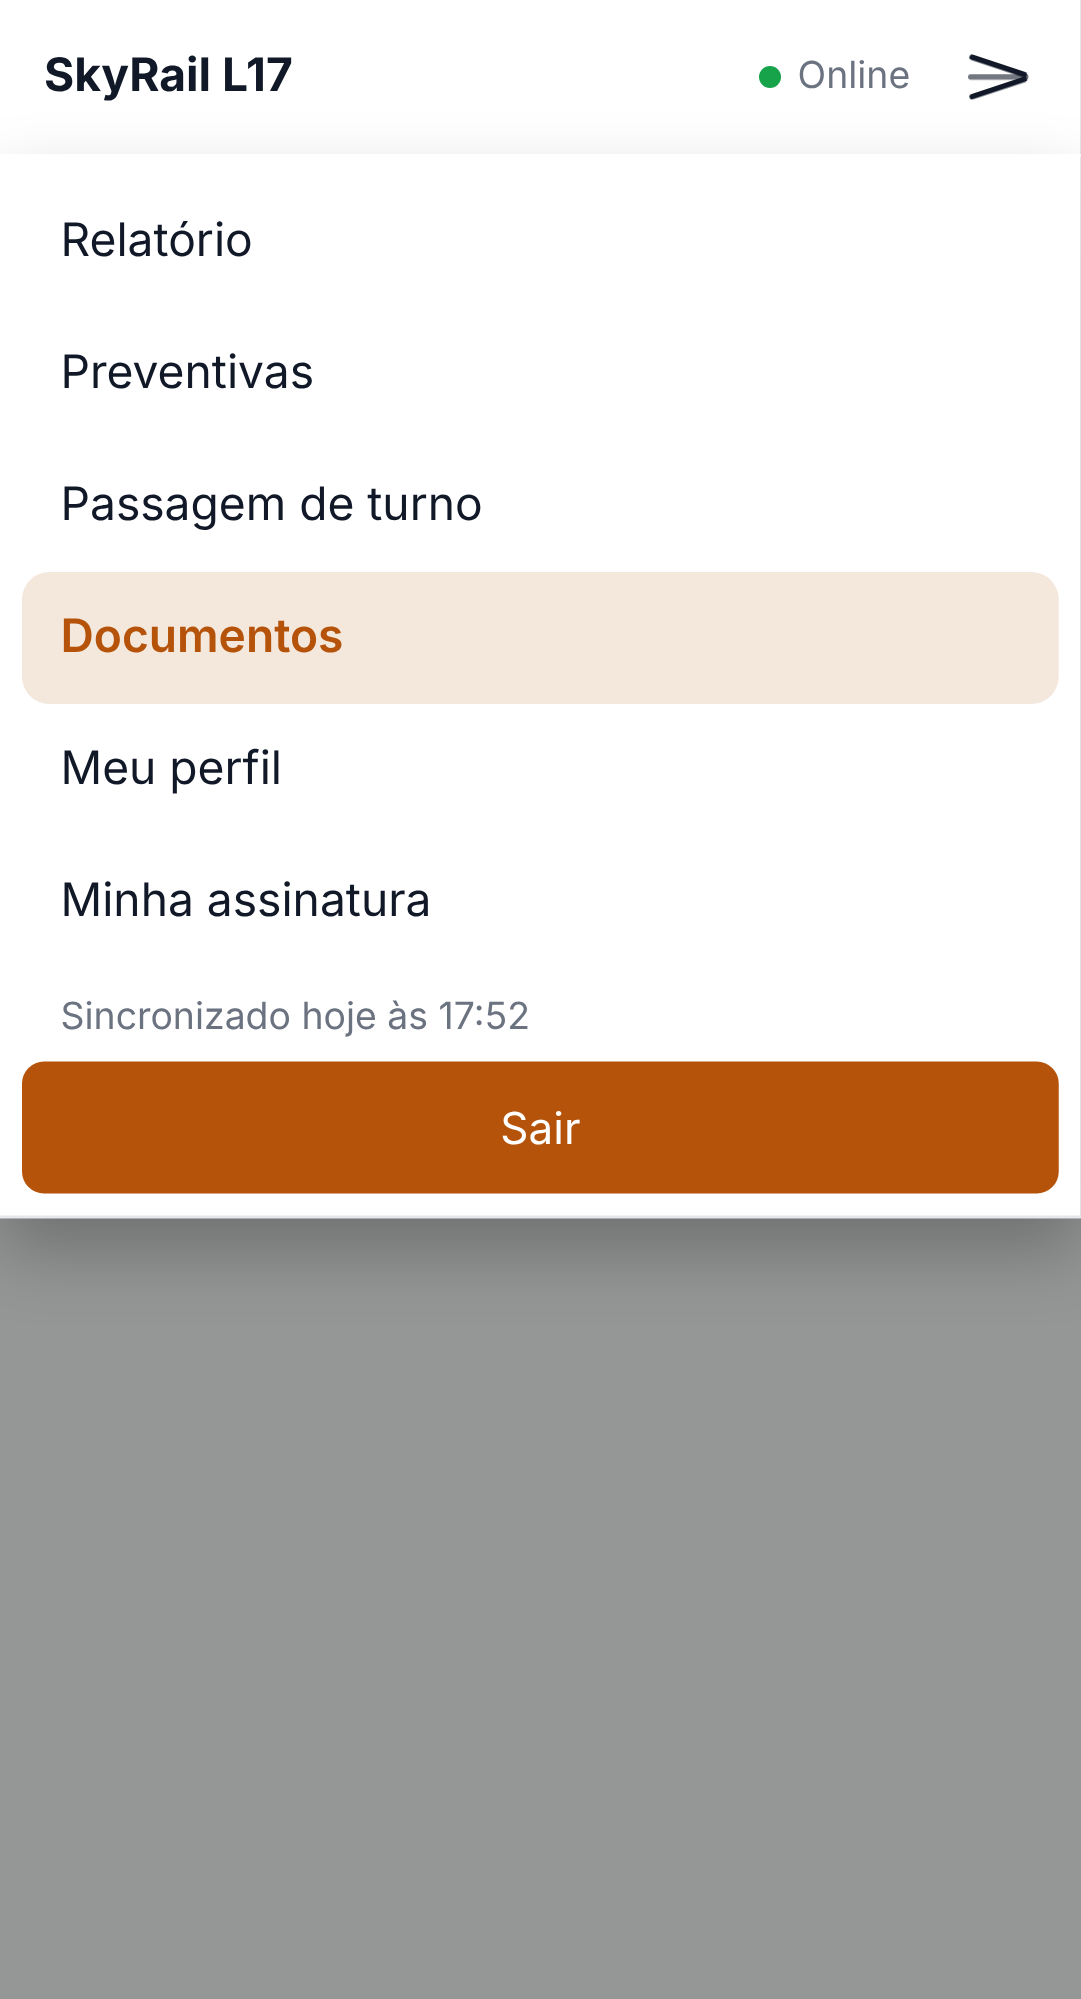 SkyRail L17
Online
Relatório
Preventivas
Passagem de turno
Documentos
Meu perfil
Minha assinatura
Sincronizado hoje às 17:52
Sair